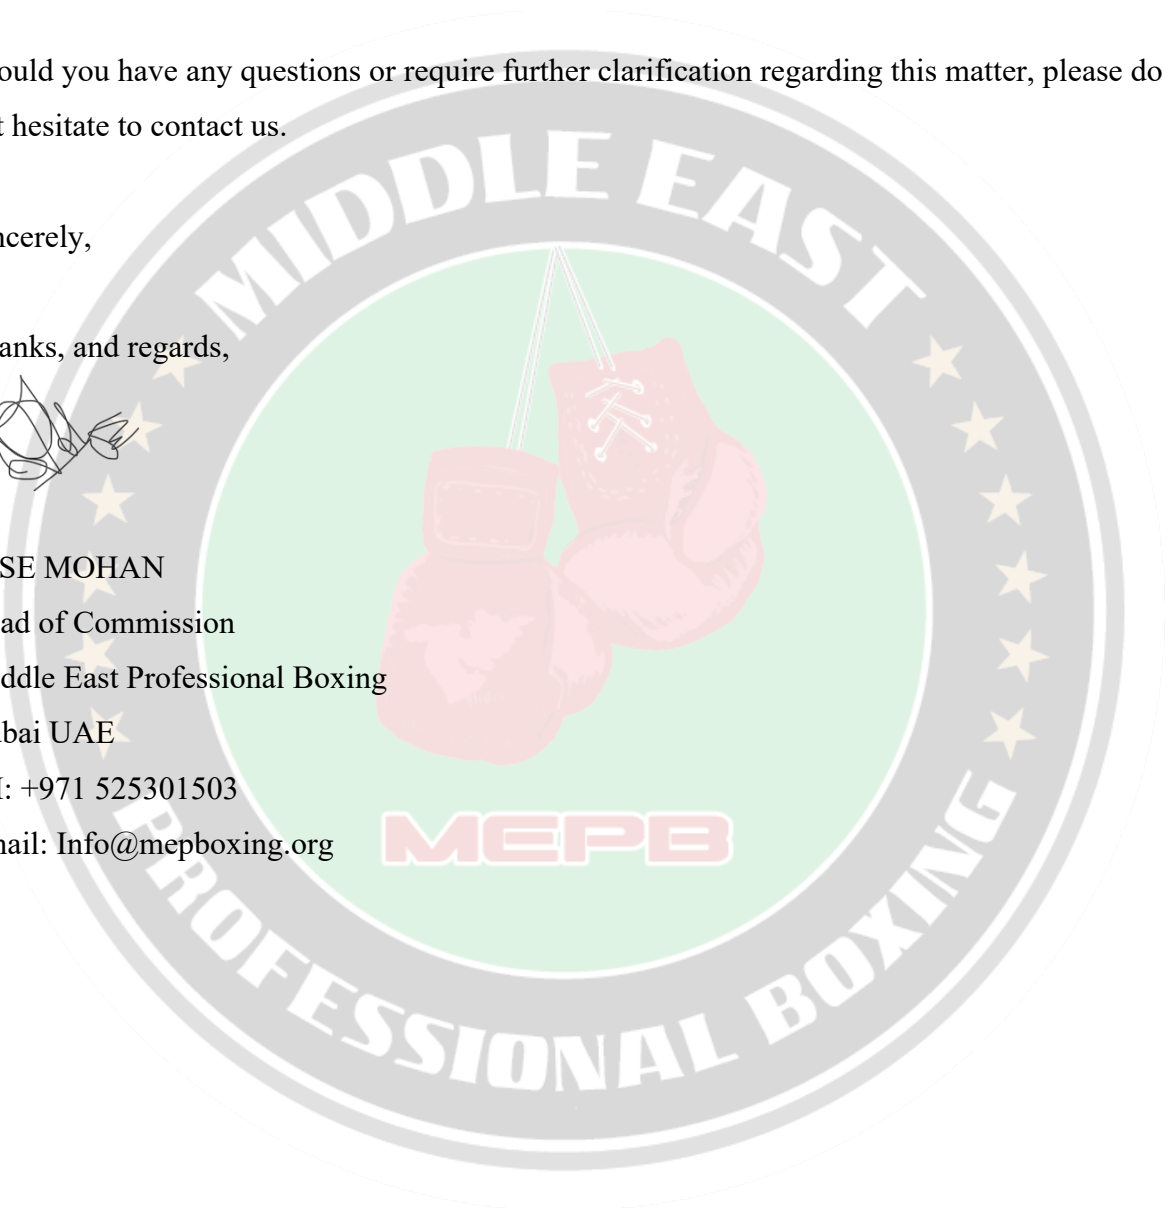 ould you have any questions or require further clarification regarding this matter, please do
t hesitate to contact us.
ncerely,
anks, and regards,
SE MOHAN
ad of Commission
ddle East Professional Boxing
bai UAE
: +971 525301503
ail: Info@mepboxing.org
MIDDLE EAST
MEPB
PROFESSIONAL BOXING